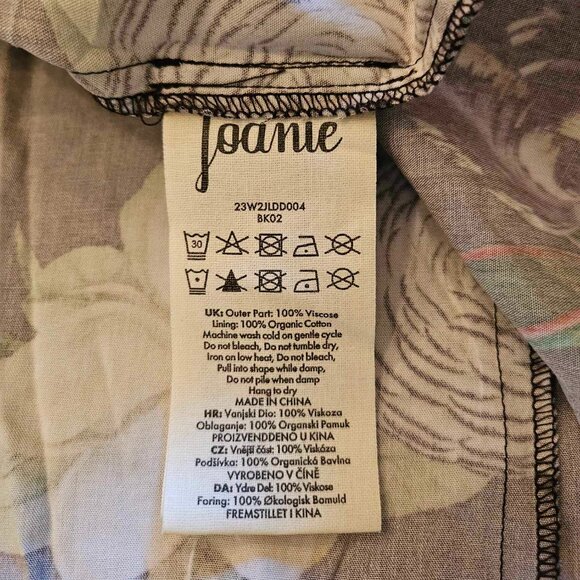 Joanie
23W2JLDD004
BK02
30
UK: Outer Part: 100% Viscose
Lining: 100% Organic Cotton
Machine wash cold on gentle cycle
Do not bleach, Do not tumble dry,
Iron on low heat, Do not bleach,
Pull into shape while damp,
Do not pile when damp
Hang to dry
MADE IN CHINA
HR: Vanjski Dio: 100% Viskoza
Oblaganje: 100% Organski Pamuk
PROIZVENDDENO U KINA
CZ: Vnější část: 100% Viskáza
Podšívka: 100% Organická Bavlna
VYROBENO V ČÍNĚ
DA: Ydre Del: 100% Viskose
Foring: 100% Økologisk Bomuld
FREMSTILLET I KINA